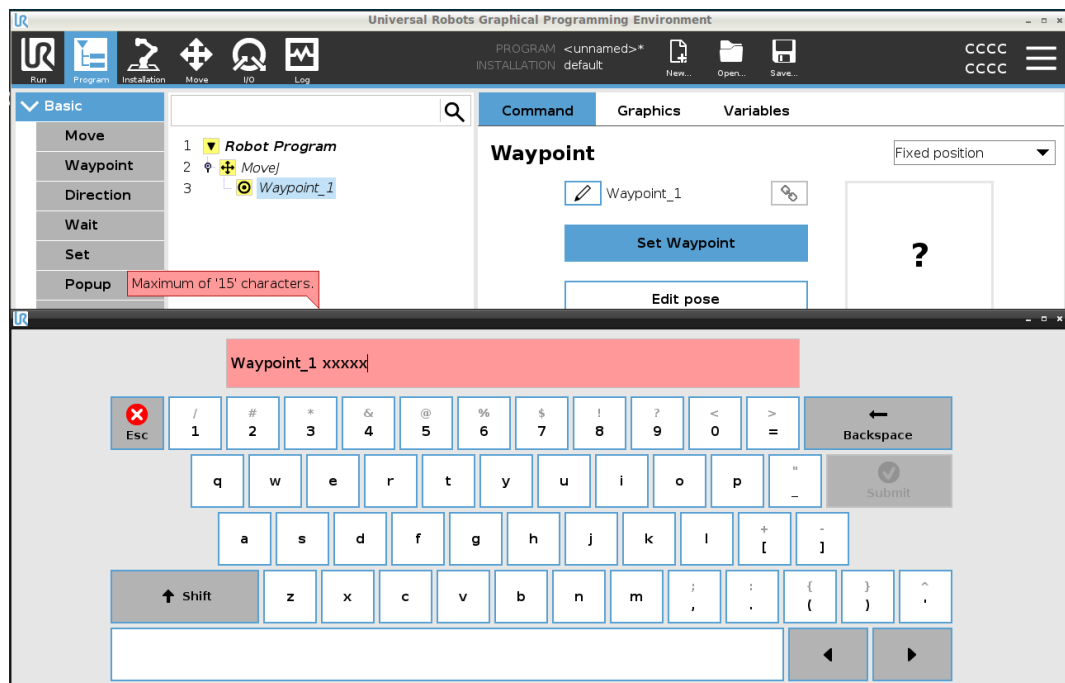 UR Universal Robots Graphical Programming Environment
UR
Run Program Installation Move I/O Log
PROGRAM <unnamed>*
INSTALLATION default
New... Open... Save...
CCCC
CCCC
Basic
Move
Waypoint
Direction
Wait
Set
Popup
1 Robot Program
2 MoveJ
3 Waypoint_1
Command Graphics Variables
Waypoint
Fixed position
Waypoint_1
Set Waypoint
?
Edit pose
Maximum of '15' characters.
UR
Waypoint_1 xxxxx
Esc / 1 # 2 * 3 & 4 @ 5 % 6 $ 7 ! 8 ? 9 < 0 > = Backspace
q w e r t y u i o p " _ Submit
a s d f g h j k l + [ - ]
Shift z x c v b n m ; , : . { ( } ) ^ '